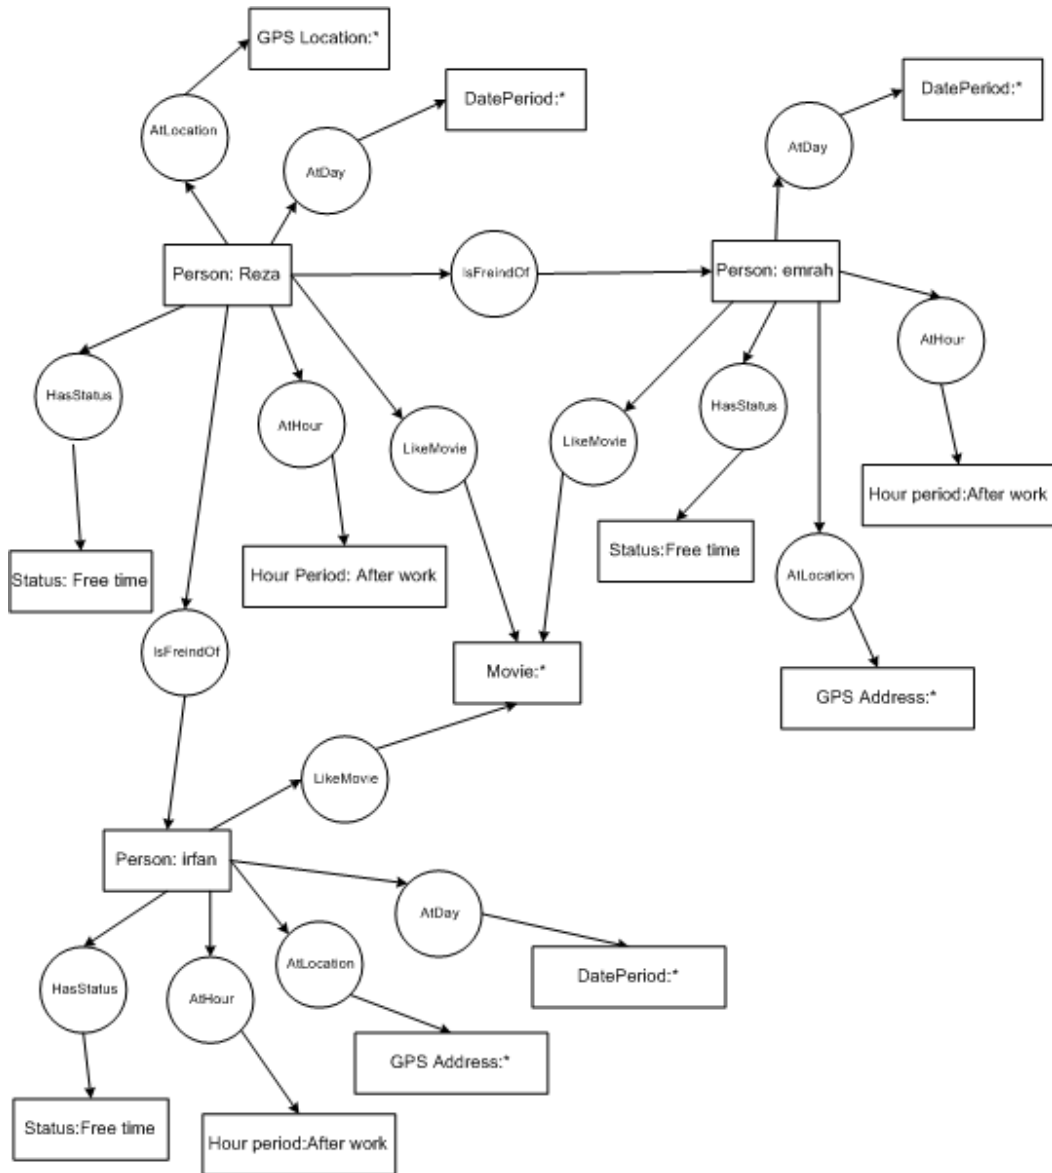 GPS Location:*
DatePeriod:*
DatePeriod:*
AtLocation
AtDay
AtDay
Person: Reza
IsFreindOf
Person: emrah
HasStatus
AtHour
LikeMovie
LikeMovie
HasStatus
AtHour
Status: Free time
Hour Period: After work
Status:Free time
Hour period:After work
AtLocation
IsFreindOf
Movie:*
GPS Address:*
LikeMovie
Person: irfan
AtDay
HasStatus
AtHour
AtLocation
DatePeriod:*
GPS Address:*
Status:Free time
Hour period:After work